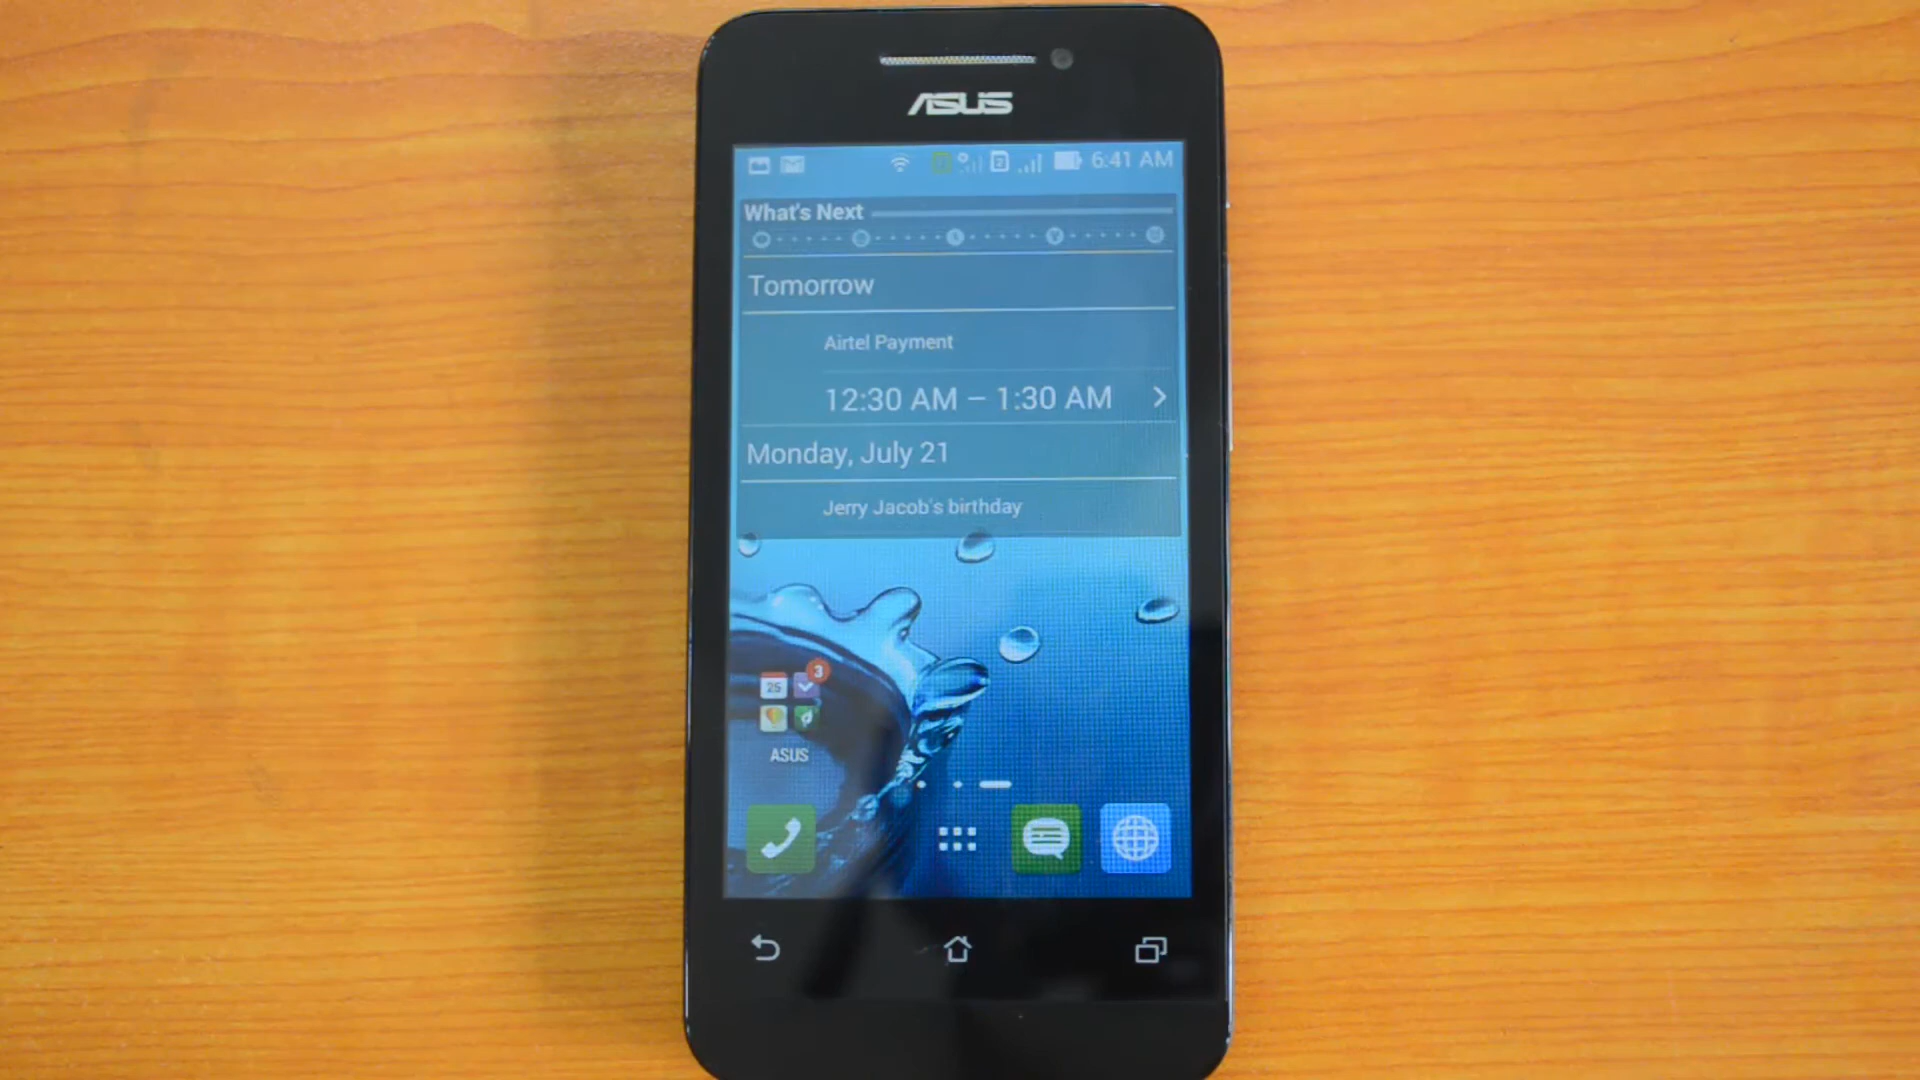 ASUS
6:41 AM
What's Next
Tomorrow
Airtel Payment
12:30 AM – 1:30 AM
Monday, July 21
Jerry Jacob's birthday
3
25
ASUS